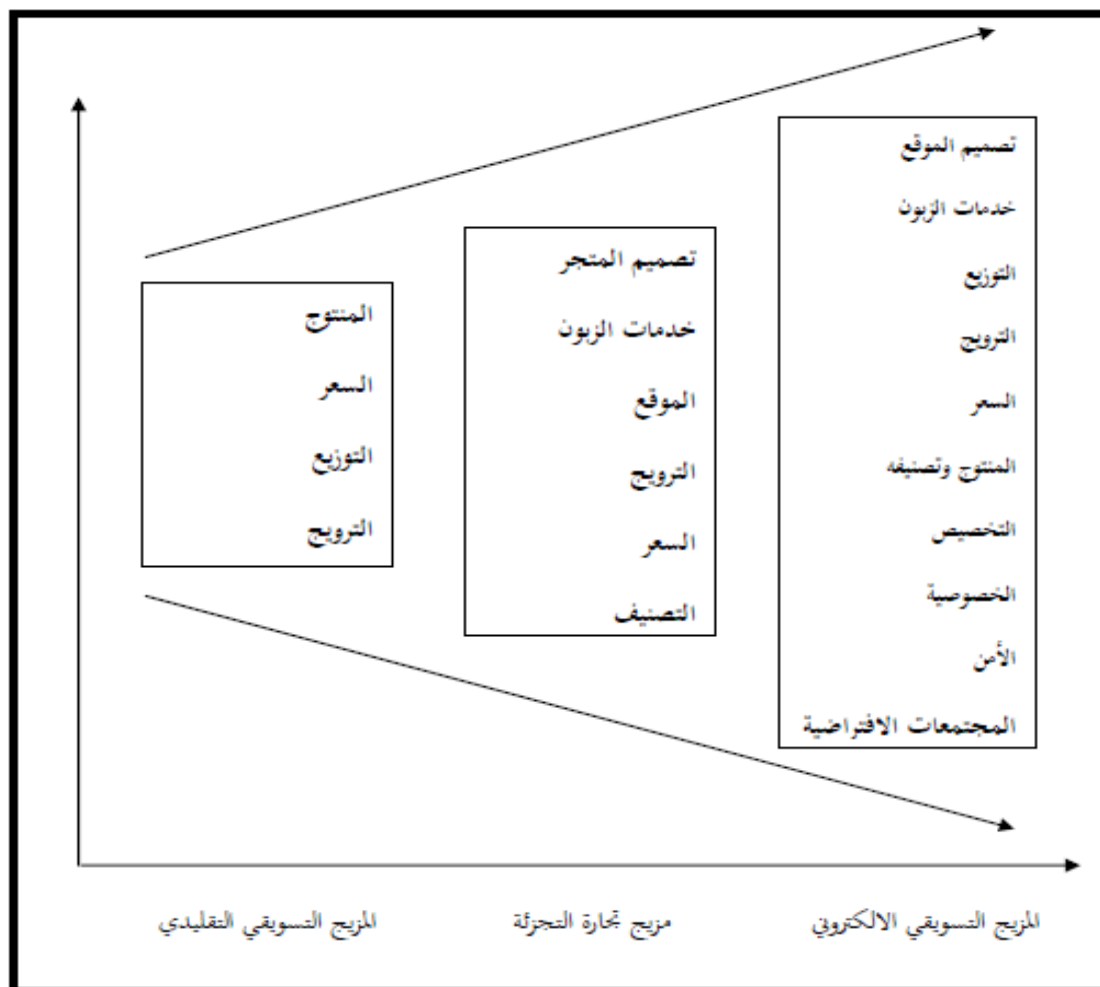 تصميم الموقع
خدمات الزبون
التوزيع
الترويج
السعر
المنتوج وتصنيفه
التخصيص
الخصوصية
الأمن
المجتمعات الافتراضية
تصميم المتجر
خدمات الزبون
الموقع
الترويج
السعر
التصنيف
المنتوج
السعر
التوزيع
الترويج
المزيج التسويقي الالكتروني
مزيج تجارة التجزئة
المزيج التسويقي التقليدي